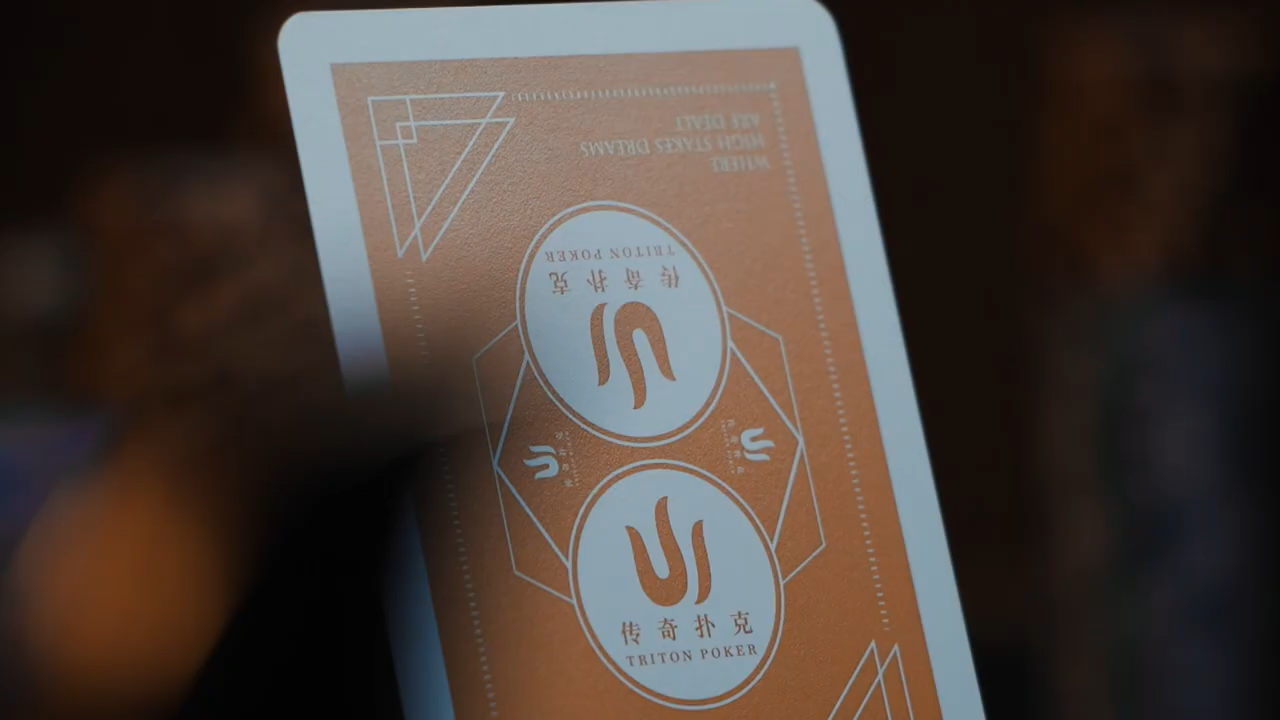 WHERE
HIGH STAKES DREAMS
ARE DEALT
TRITON POKER
传奇扑克
传奇扑克
TRITON POKER